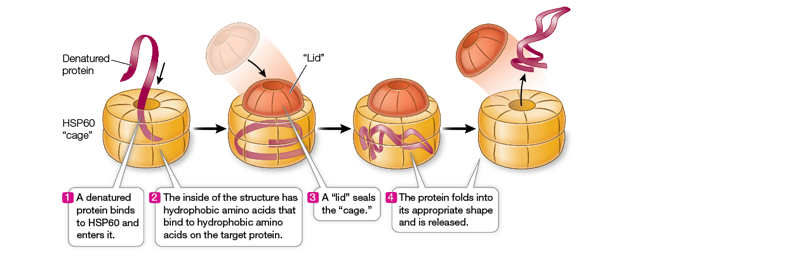 Denatured
protein
HSP60
"cage"
"Lid"
1 A denatured
protein binds
to HSP60 and
enters it.
2 The inside of the structure has
hydrophobic amino acids that
bind to hydrophobic amino
acids on the target protein.
3 A "lid" seals
the "cage."
4 The protein folds into
its appropriate shape
and is released.